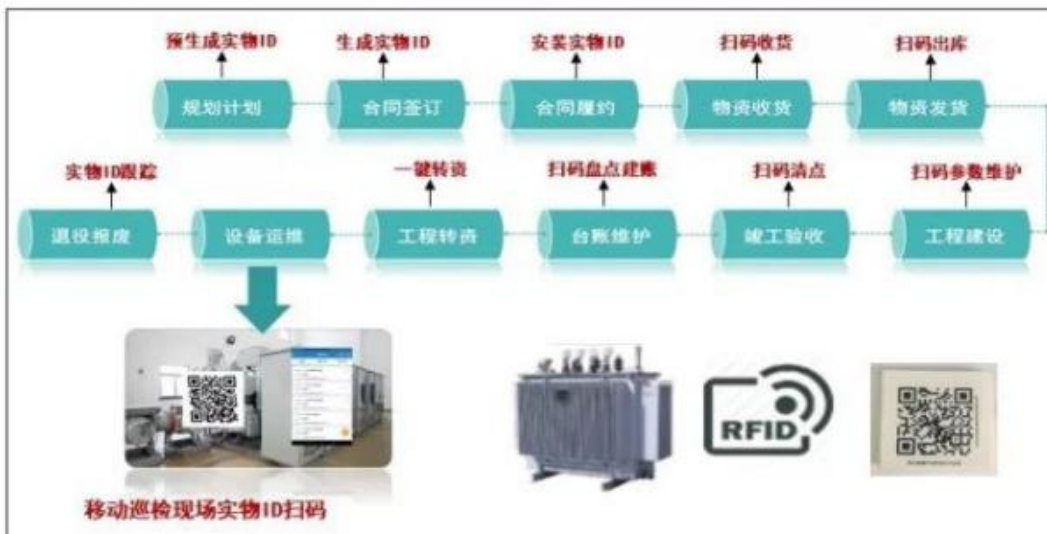 预生成实物ID 生成实物ID 安装实物ID 扫码收货 扫码出库
规划计划 合同签订 合同履约 物资收货 物资发货
实物ID跟踪 一键转资 扫码盘点建账 扫码清点 扫码参数维护
退役报废 设备运维 工程转资 台账维护 竣工验收 工程建设
RFID
移动巡检现场实物ID扫码